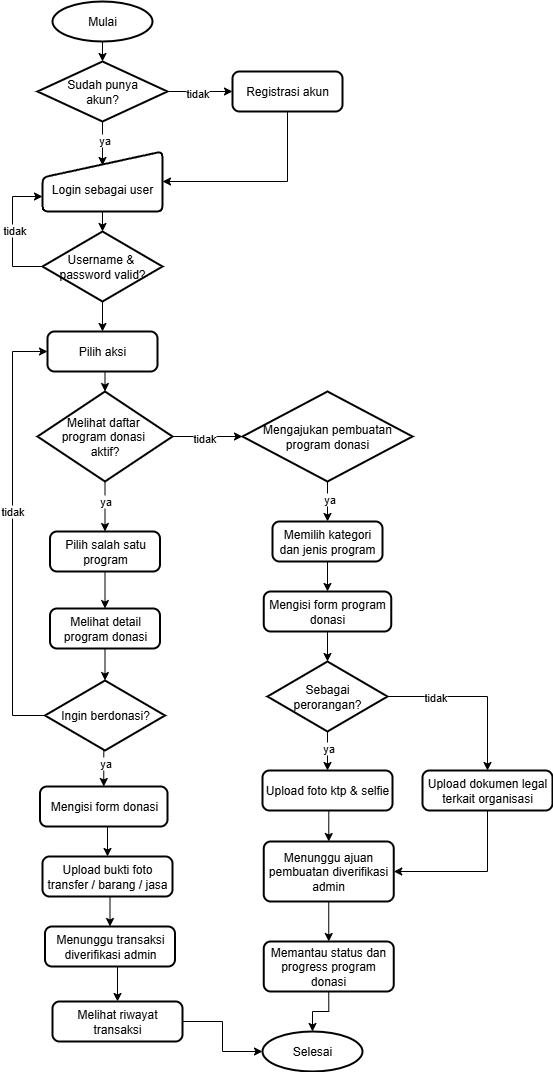 Mulai
Sudah punya
akun?
tidak
Registrasi akun
ya
Login sebagai user
tidak
Username &
password valid?
Pilih aksi
Melihat daftar
program donasi
aktif?
tidak
Mengajukan pembuatan
program donasi
ya
ya
Pilih salah satu
program
Memilih kategori
dan jenis program
tidak
Melihat detail
program donasi
Mengisi form program
donasi
Ingin berdonasi?
Sebagai
perorangan?
tidak
ya
ya
Mengisi form donasi
Upload foto ktp & selfie
Upload dokumen legal
terkait organisasi
Upload bukti foto
transfer / barang / jasa
Menunggu ajuan
pembuatan diverifikasi
admin
Menunggu transaksi
diverifikasi admin
Memantau status dan
progress program
donasi
Melihat riwayat
transaksi
Selesai